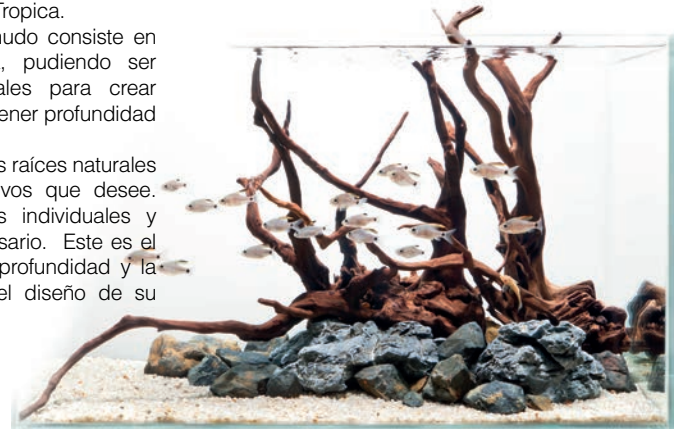 Tropica.
nudo consiste en
, pudiendo ser
ales para crear
ener profundidad
s raíces naturales
vos que desee.
s individuales y
sario. Este es el
profundidad y la
el diseño de su